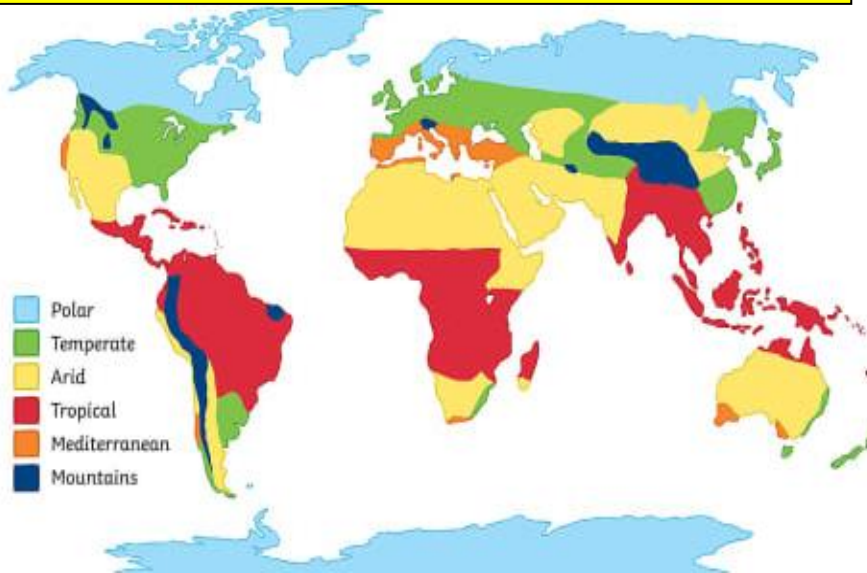 Polar
Temperate
Arid
Tropical
Mediterranean
Mountains